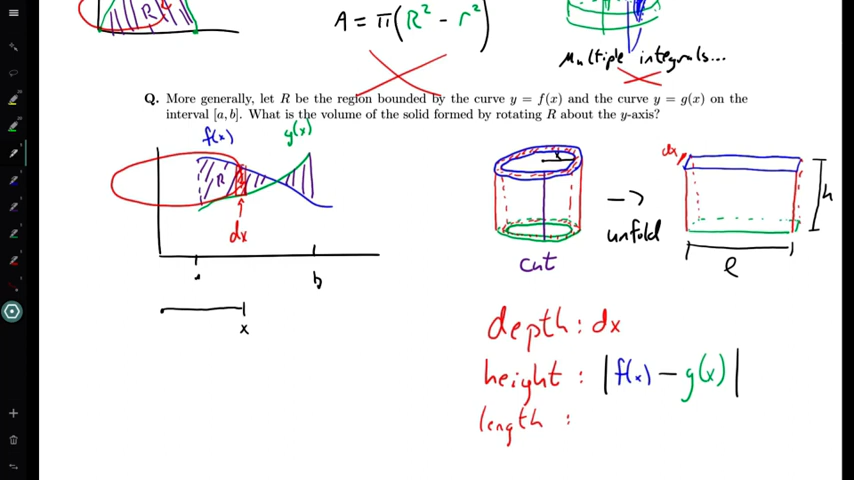 R
A = π(R² - r²)
Multiple integrals...
Q. More generally, let R be the region bounded by the curve y = f(x) and the curve y = g(x) on the
interval [a, b]. What is the volume of the solid formed by rotating R about the y-axis?
f(x) g(x)
R
dx
b
x
cut
→
unfold
dx
h
l
depth: dx
height : |f(x) - g(x)|
length :